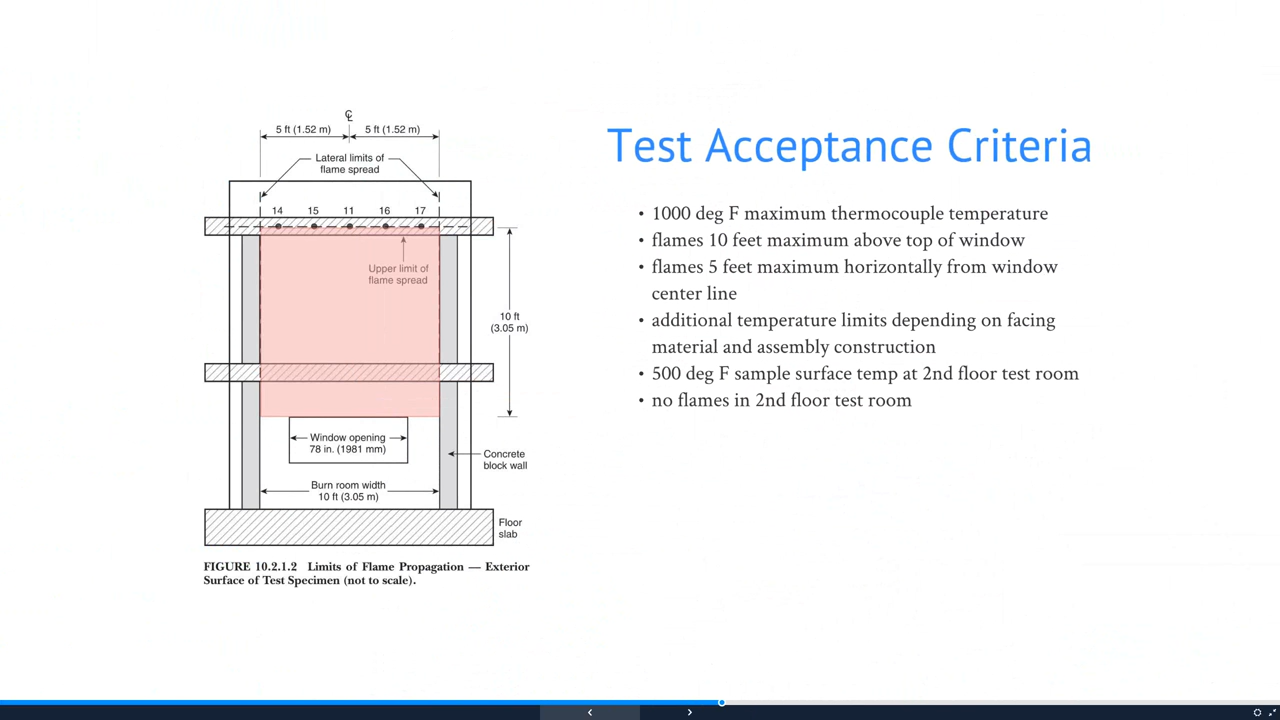 ℄
5 ft (1.52 m) 5 ft (1.52 m)
Lateral limits of
flame spread
14 15 11 16 17
Upper limit of
flame spread
10 ft
(3.05 m)
Window opening
78 in. (1981 mm)
Concrete
block wall
Burn room width
10 ft (3.05 m)
Floor
slab
FIGURE 10.2.1.2 Limits of Flame Propagation — Exterior
Surface of Test Specimen (not to scale).
Test Acceptance Criteria
• 1000 deg F maximum thermocouple temperature
• flames 10 feet maximum above top of window
• flames 5 feet maximum horizontally from window
center line
• additional temperature limits depending on facing
material and assembly construction
• 500 deg F sample surface temp at 2nd floor test room
• no flames in 2nd floor test room